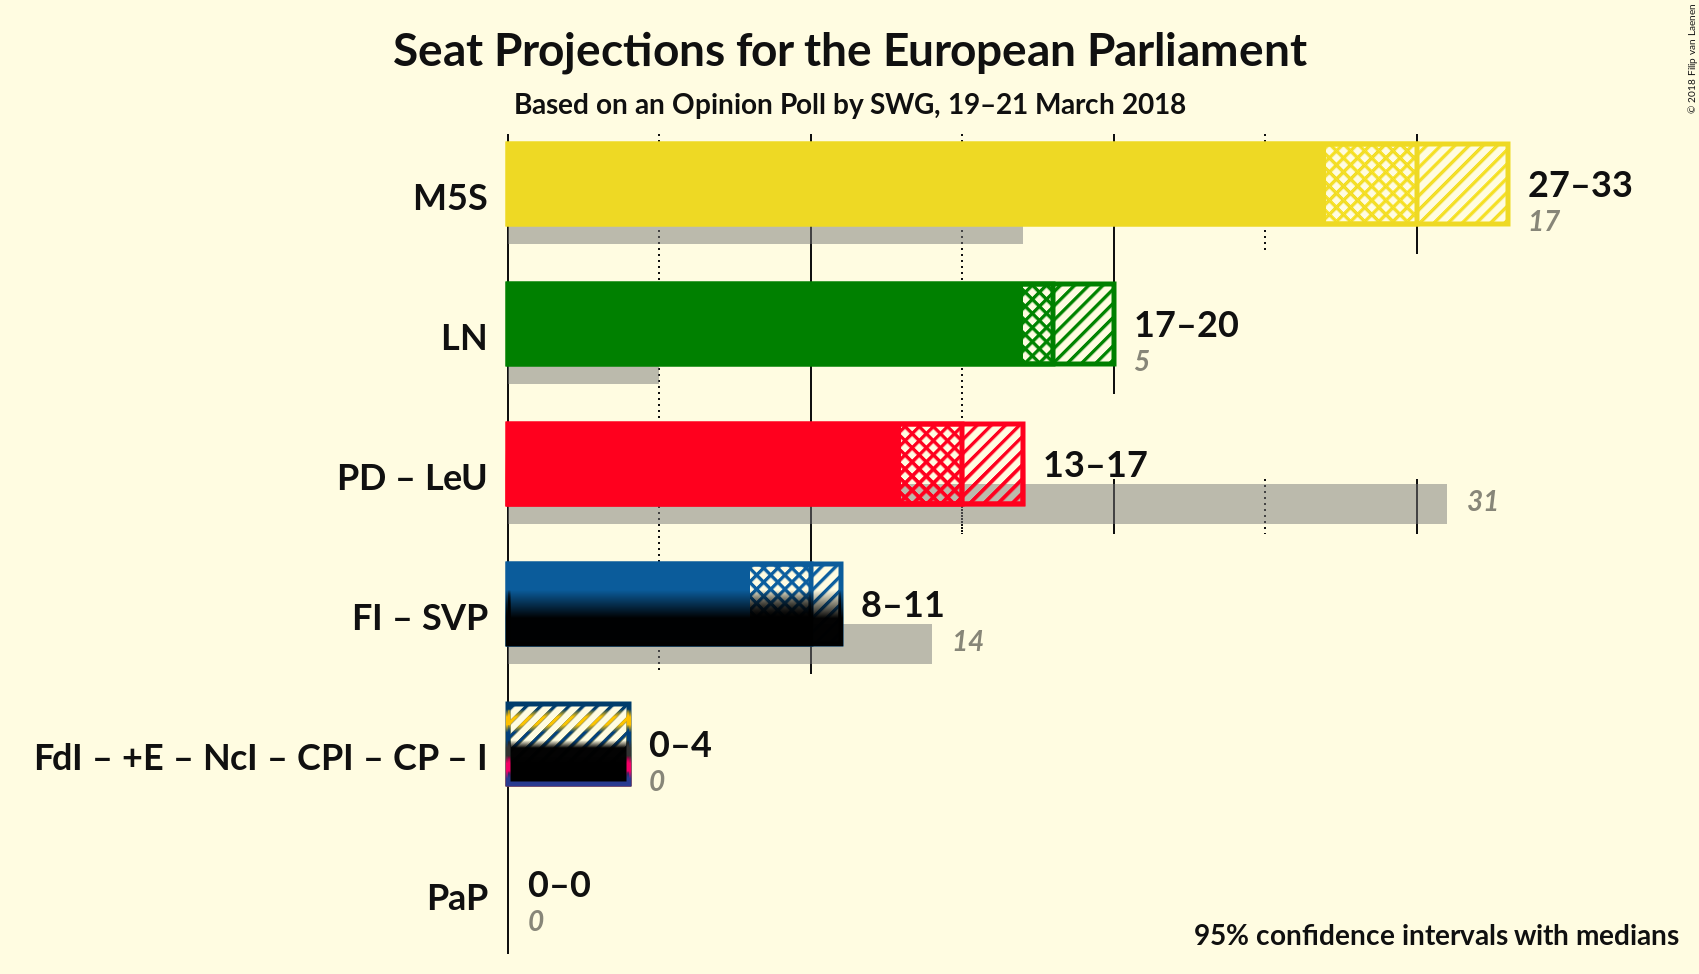 Seat Projections for the European Parliament
Based on an Opinion Poll by SWG, 19–21 March 2018
© 2018 Filip van Laenen
M5S
27–33
17
LN
17–20
5
PD – LeU
13–17
31
FI – SVP
8–11
14
FdI – +E – NcI – CPI – CP – I
0–4
0
PaP
0–0
0
95% confidence intervals with medians